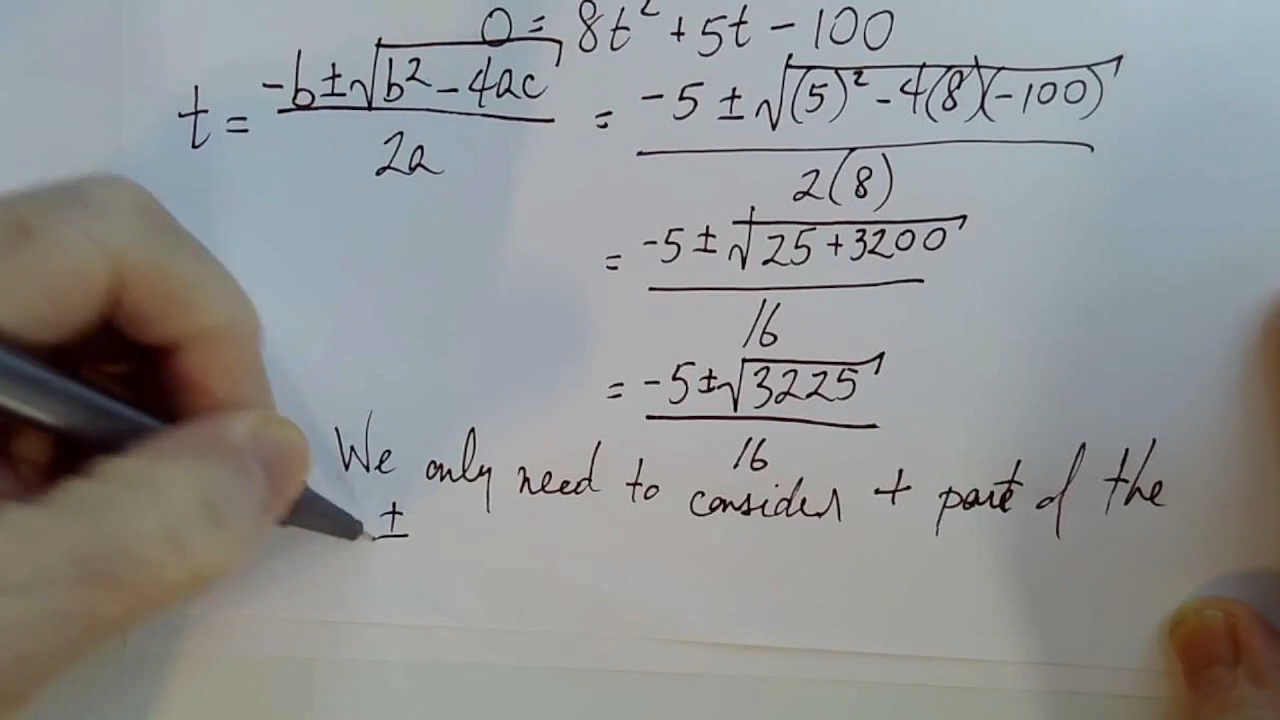 0 = 8t² + 5t - 100
t = (-b ± √(b² - 4ac)) / 2a = (-5 ± √((5)² - 4(8)(-100))) / 2(8)
= (-5 ± √(25 + 3200)) / 16
= (-5 ± √3225) / 16
We only need to consider + part of the
±